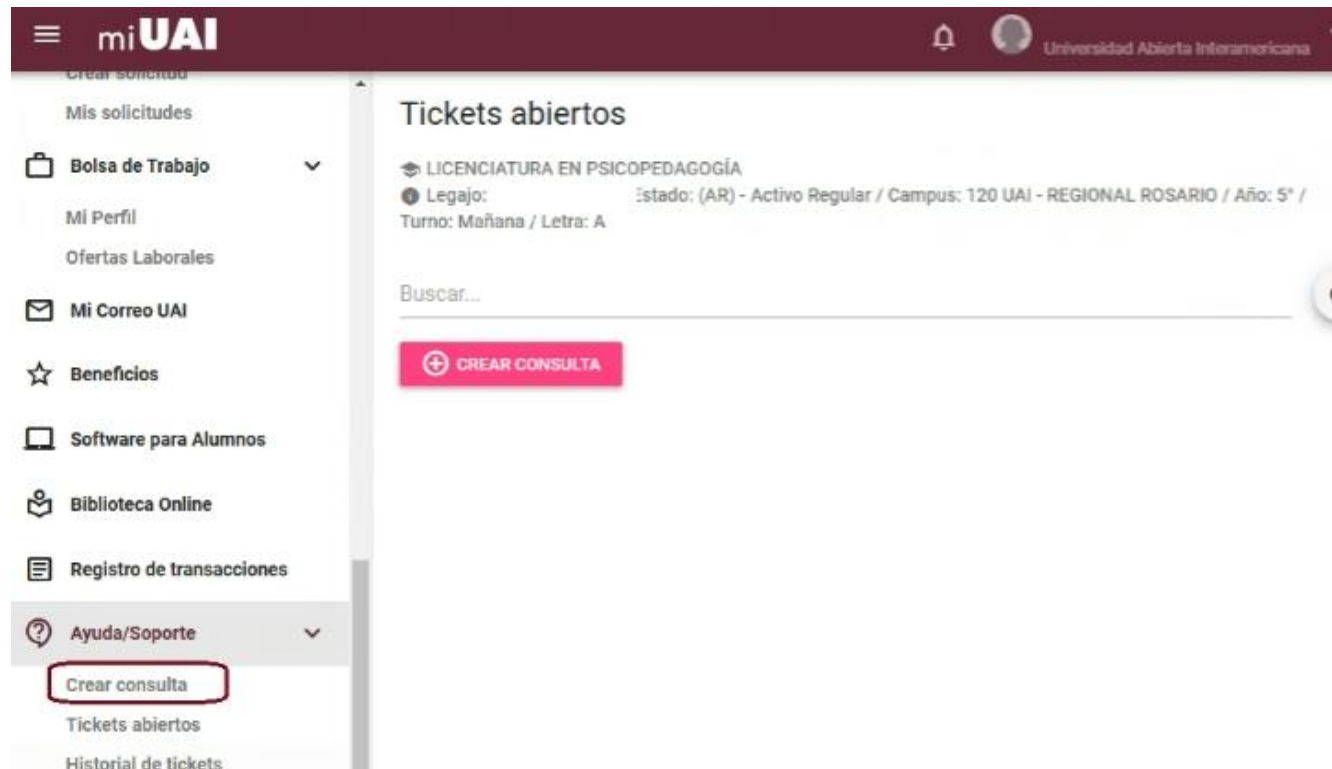 miUAI
Universidad Abierta Interamericana
Crear solicitud
Mis solicitudes
Bolsa de Trabajo
Mi Perfil
Ofertas Laborales
Mi Correo UAI
Beneficios
Software para Alumnos
Biblioteca Online
Registro de transacciones
Ayuda/Soporte
Crear consulta
Tickets abiertos
Historial de tickets
Tickets abiertos
LICENCIATURA EN PSICOPEDAGOGÍA
Legajo: Estado: (AR) - Activo Regular / Campus: 120 UAI - REGIONAL ROSARIO / Año: 5° /
Turno: Mañana / Letra: A
Buscar...
CREAR CONSULTA